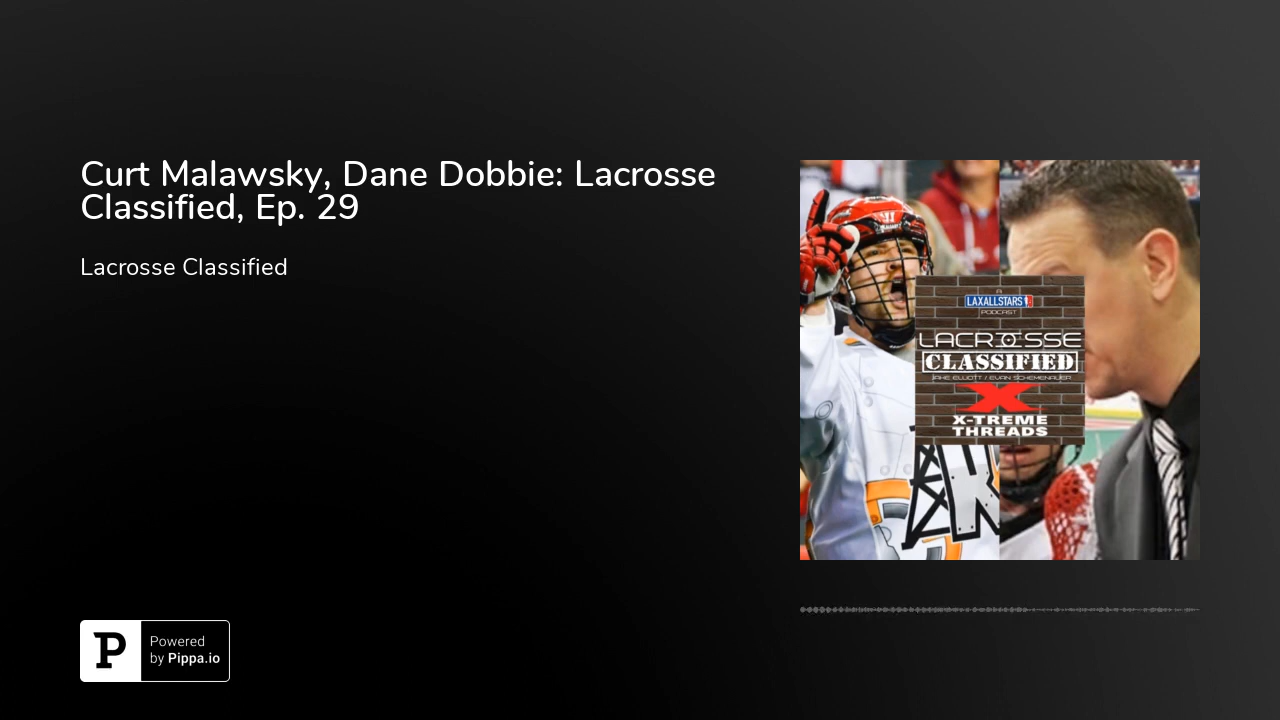 Curt Malawsky, Dane Dobbie: Lacrosse
Classified, Ep. 29
Lacrosse Classified
A
LAXALLSTARS
PODCAST
LACROSSE
CLASSIFIED
JAKE ELLIOTT / EVAN SCHEMENAUER
X
X-TREME
THREADS
P
Powered
by Pippa.io